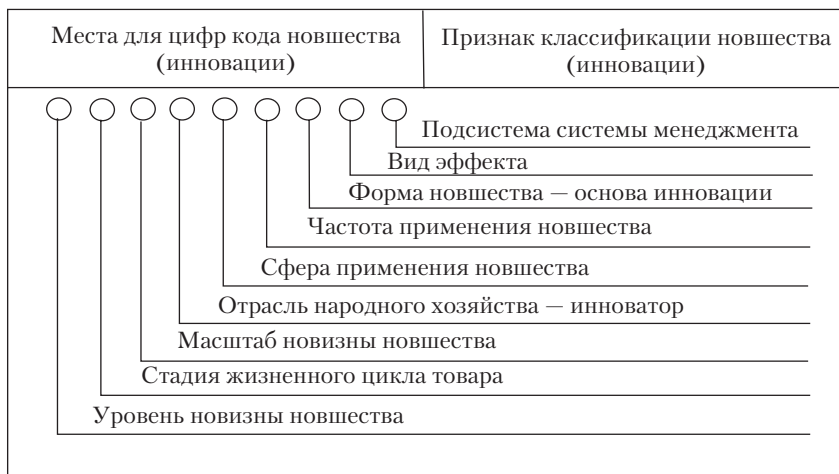 Места для цифр кода новшества
(инновации)
Признак классификации новшества
(инновации)
Подсистема системы менеджмента
Вид эффекта
Форма новшества — основа инновации
Частота применения новшества
Сфера применения новшества
Отрасль народного хозяйства — инноватор
Масштаб новизны новшества
Стадия жизненного цикла товара
Уровень новизны новшества